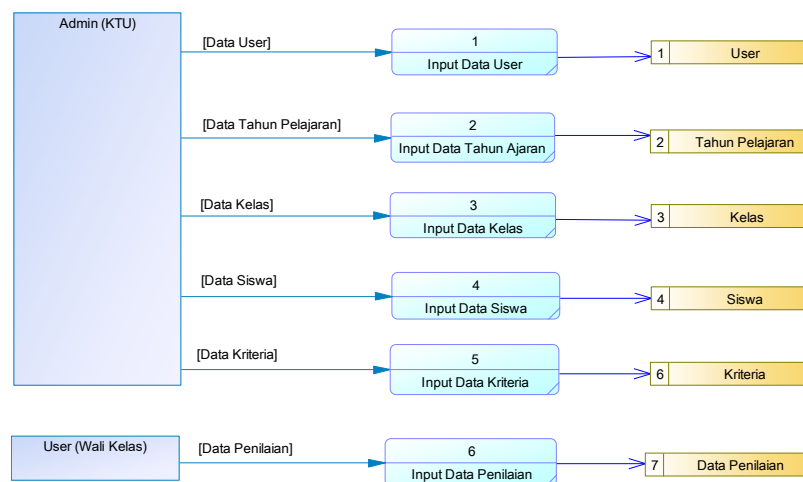 Admin (KTU)
[Data User]
1
Input Data User
1 User
[Data Tahun Pelajaran]
2
Input Data Tahun Ajaran
2 Tahun Pelajaran
[Data Kelas]
3
Input Data Kelas
3 Kelas
[Data Siswa]
4
Input Data Siswa
4 Siswa
[Data Kriteria]
5
Input Data Kriteria
6 Kriteria
User (Wali Kelas)
[Data Penilaian]
6
Input Data Penilaian
7 Data Penilaian